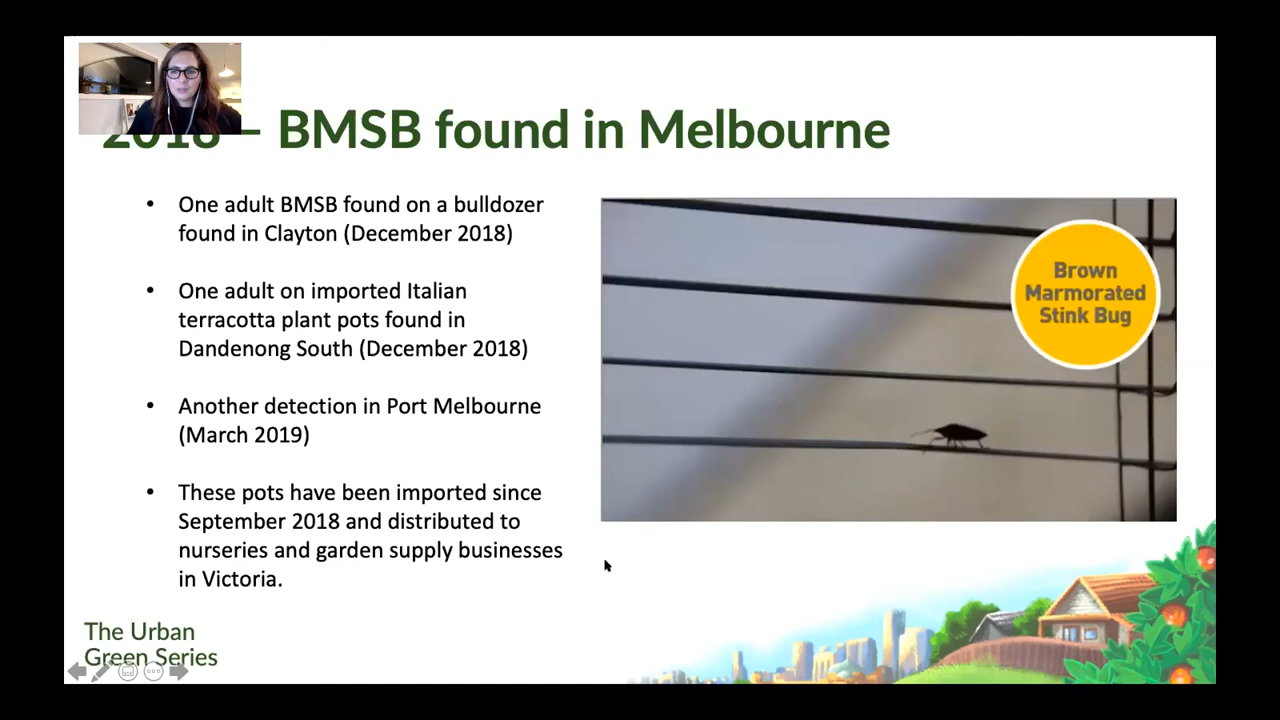 2018 – BMSB found in Melbourne
• One adult BMSB found on a bulldozer
found in Clayton (December 2018)
• One adult on imported Italian
terracotta plant pots found in
Dandenong South (December 2018)
• Another detection in Port Melbourne
(March 2019)
• These pots have been imported since
September 2018 and distributed to
nurseries and garden supply businesses
in Victoria.
Brown
Marmorated
Stink Bug
The Urban
Green Series